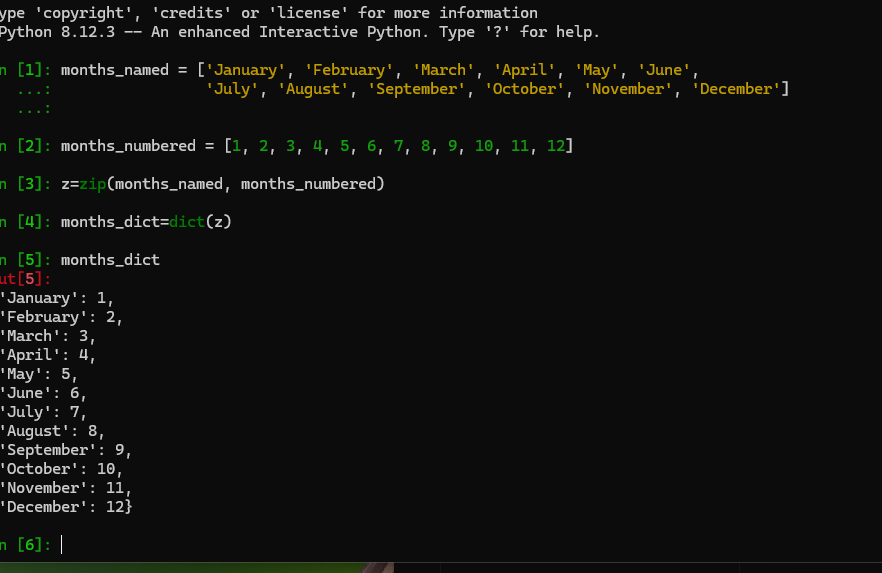 ype 'copyright', 'credits' or 'license' for more information
Python 8.12.3 -- An enhanced Interactive Python. Type '?' for help.
n [1]: months_named = ['January', 'February', 'March', 'April', 'May', 'June',
...: 'July', 'August', 'September', 'October', 'November', 'December']
...:
n [2]: months_numbered = [1, 2, 3, 4, 5, 6, 7, 8, 9, 10, 11, 12]
n [3]: z=zip(months_named, months_numbered)
n [4]: months_dict=dict(z)
n [5]: months_dict
ut[5]:
'January': 1,
'February': 2,
'March': 3,
'April': 4,
'May': 5,
'June': 6,
'July': 7,
'August': 8,
'September': 9,
'October': 10,
'November': 11,
'December': 12}
n [6]: